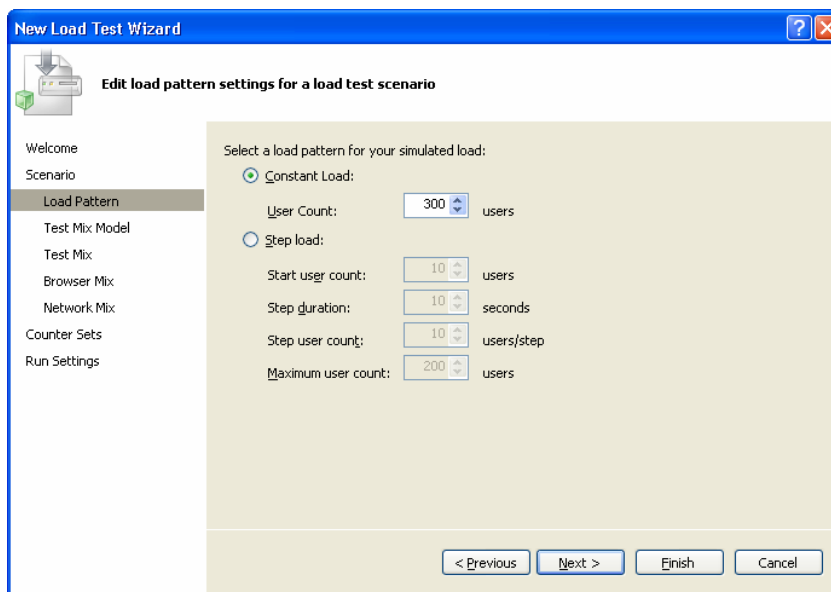 New Load Test Wizard
Edit load pattern settings for a load test scenario
Welcome
Scenario
Load Pattern
Test Mix Model
Test Mix
Browser Mix
Network Mix
Counter Sets
Run Settings
Select a load pattern for your simulated load:
Constant Load:
User Count: 300 users
Step load:
Start user count: 10 users
Step duration: 10 seconds
Step user count: 10 users/step
Maximum user count: 200 users
< Previous Next > Finish Cancel